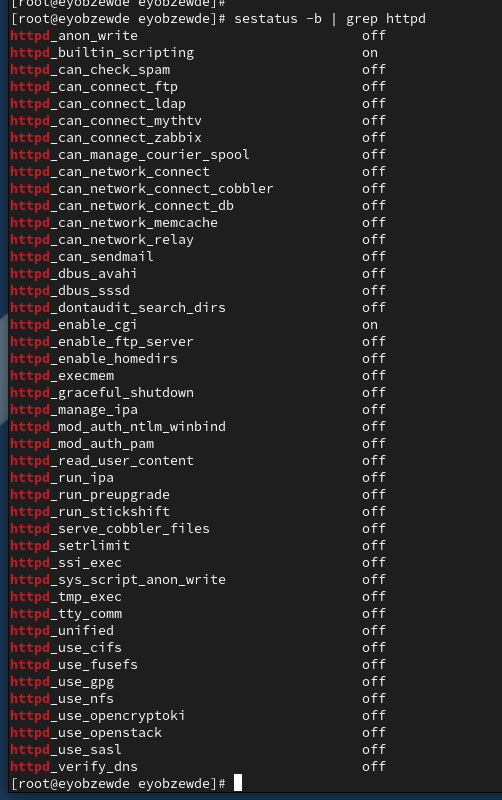 [root@eyobzewde eyobzewde]#
[root@eyobzewde eyobzewde]# sestatus -b | grep httpd
httpd_anon_write off
httpd_builtin_scripting on
httpd_can_check_spam off
httpd_can_connect_ftp off
httpd_can_connect_ldap off
httpd_can_connect_mythtv off
httpd_can_connect_zabbix off
httpd_can_manage_courier_spool off
httpd_can_network_connect off
httpd_can_network_connect_cobbler off
httpd_can_network_connect_db off
httpd_can_network_memcache off
httpd_can_network_relay off
httpd_can_sendmail off
httpd_dbus_avahi off
httpd_dbus_sssd off
httpd_dontaudit_search_dirs off
httpd_enable_cgi on
httpd_enable_ftp_server off
httpd_enable_homedirs off
httpd_execmem off
httpd_graceful_shutdown off
httpd_manage_ipa off
httpd_mod_auth_ntlm_winbind off
httpd_mod_auth_pam off
httpd_read_user_content off
httpd_run_ipa off
httpd_run_preupgrade off
httpd_run_stickshift off
httpd_serve_cobbler_files off
httpd_setrlimit off
httpd_ssi_exec off
httpd_sys_script_anon_write off
httpd_tmp_exec off
httpd_tty_comm off
httpd_unified off
httpd_use_cifs off
httpd_use_fusefs off
httpd_use_gpg off
httpd_use_nfs off
httpd_use_opencryptoki off
httpd_use_openstack off
httpd_use_sasl off
httpd_verify_dns off
[root@eyobzewde eyobzewde]#